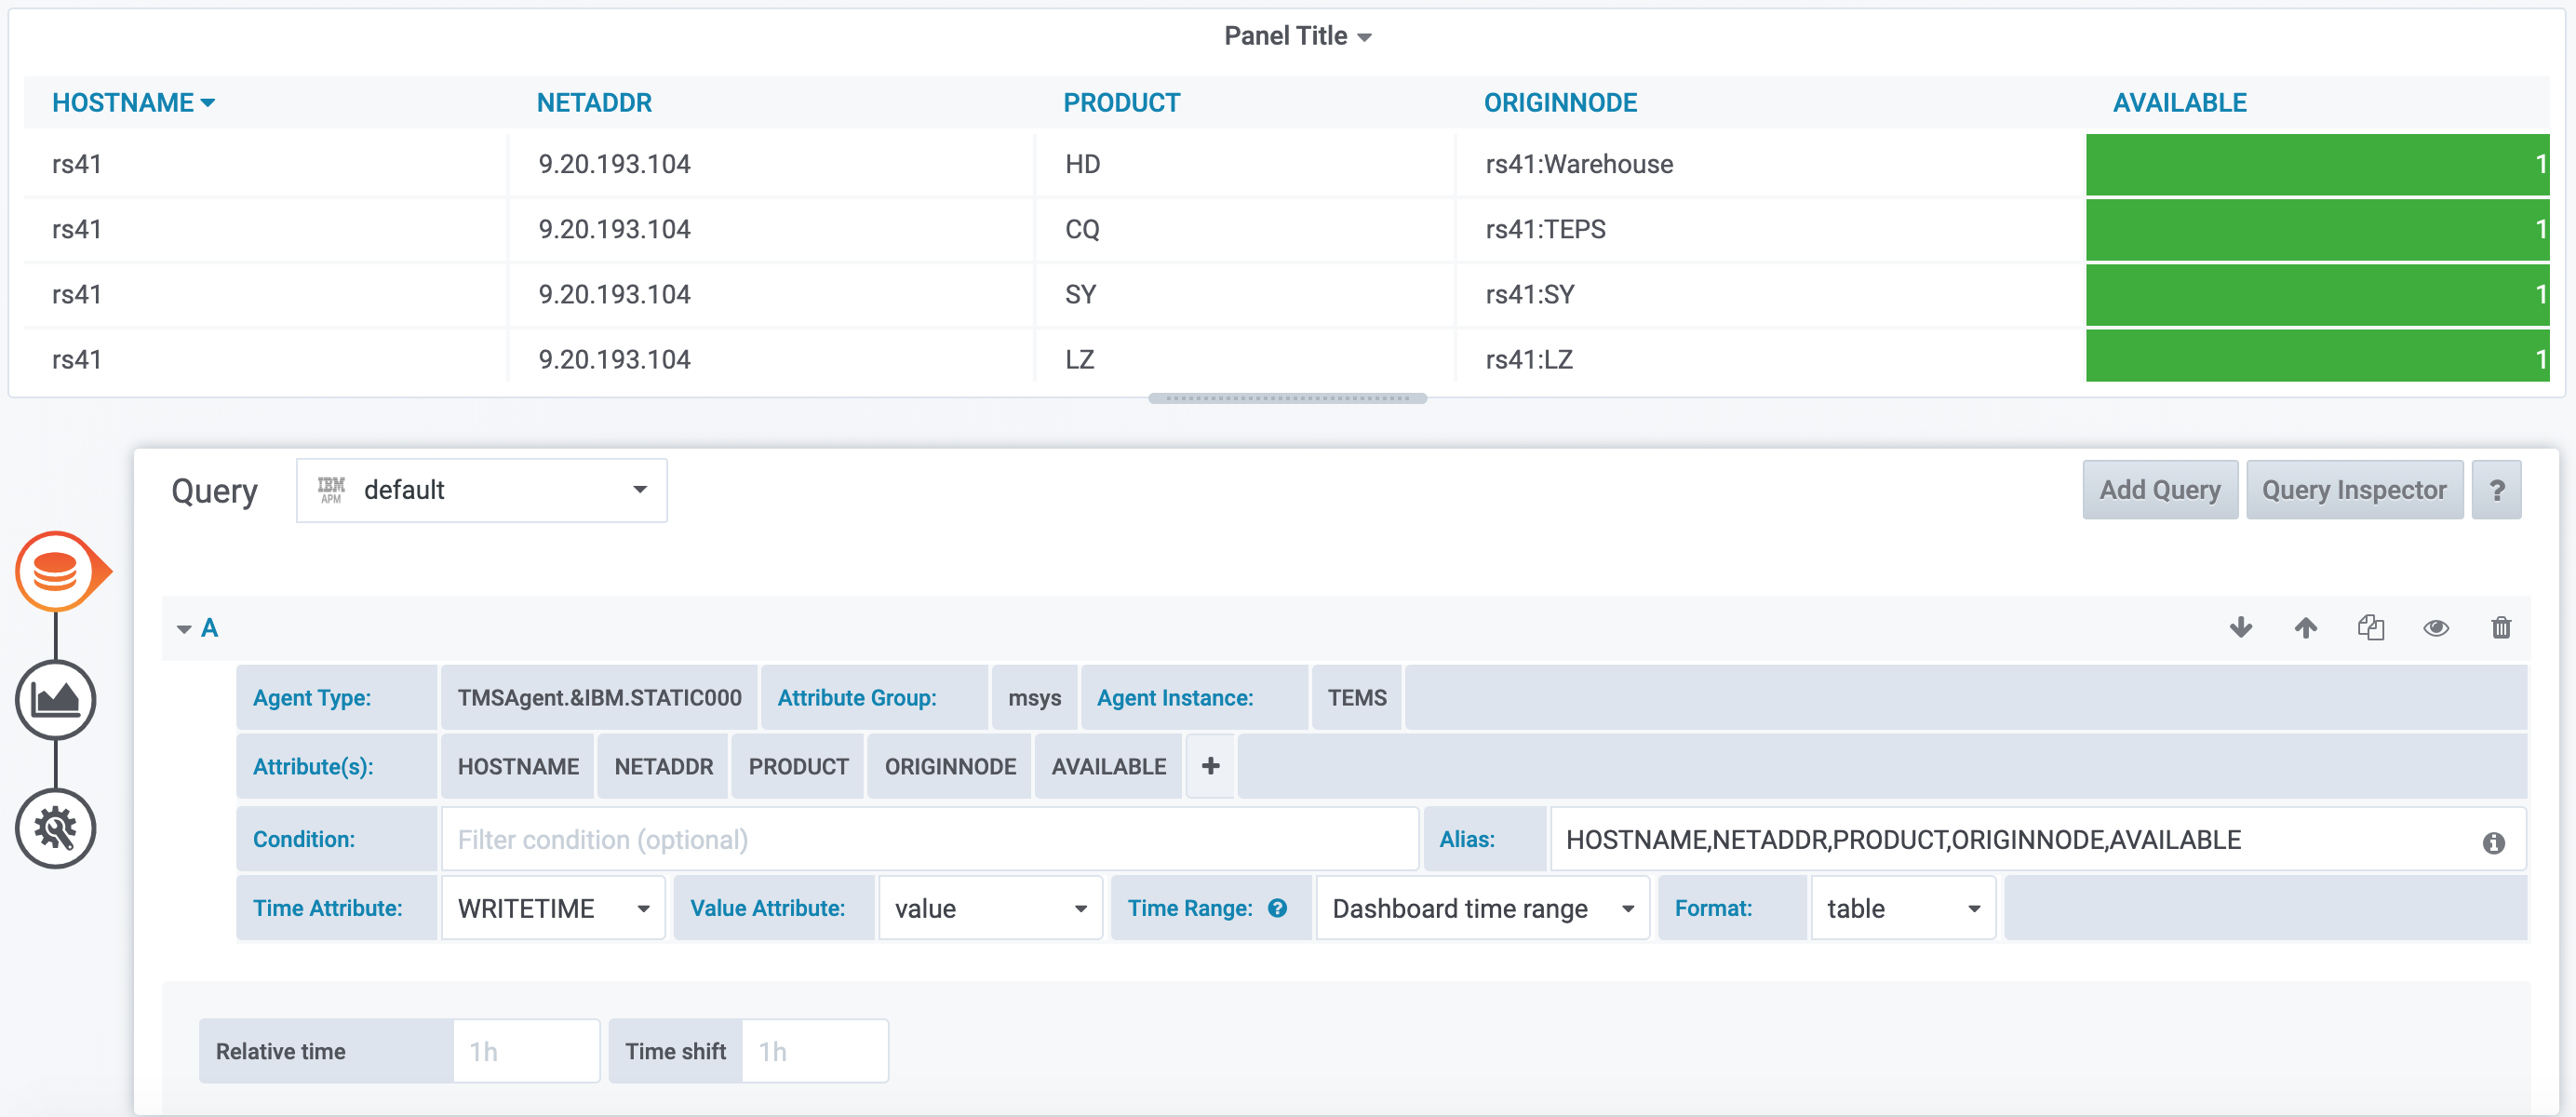 Panel Title
HOSTNAME NETADDR PRODUCT ORIGINNODE AVAILABLE
rs41 9.20.193.104 HD rs41:Warehouse 1
rs41 9.20.193.104 CQ rs41:TEPS 1
rs41 9.20.193.104 SY rs41:SY 1
rs41 9.20.193.104 LZ rs41:LZ 1
Query IBM APM default Add Query Query Inspector ?
A
Agent Type: TMSAgent.&IBM.STATIC000 Attribute Group: msys Agent Instance: TEMS
Attribute(s): HOSTNAME NETADDR PRODUCT ORIGINNODE AVAILABLE +
Condition: Filter condition (optional) Alias: HOSTNAME,NETADDR,PRODUCT,ORIGINNODE,AVAILABLE
Time Attribute: WRITETIME Value Attribute: value Time Range: ? Dashboard time range Format: table
Relative time 1h Time shift 1h